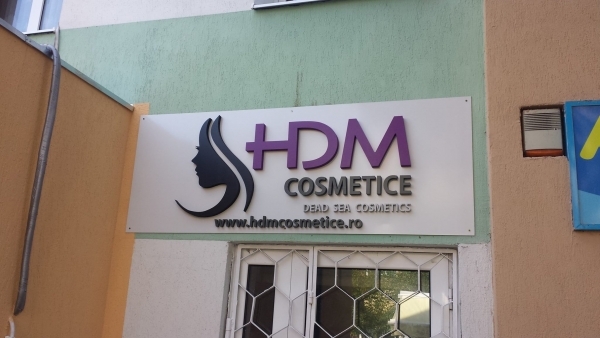 HDM
COSMETICE
DEAD SEA COSMETICS
www.hdmcosmetice.ro